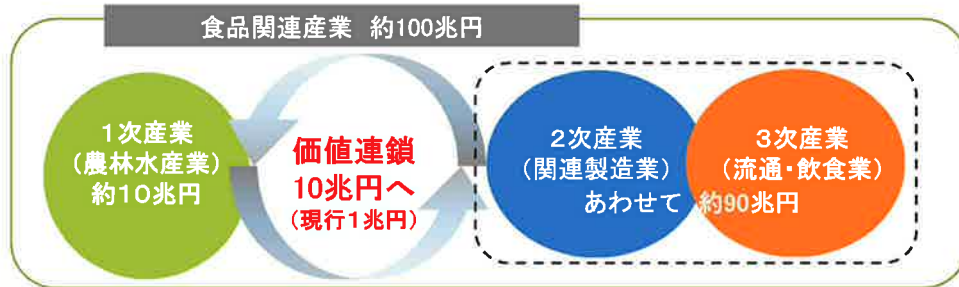 食品関連産業 約100兆円
1次産業
（農林水産業）
約10兆円
価値連鎖
10兆円へ
（現行1兆円）
2次産業
（関連製造業）
3次産業
（流通・飲食業）
あわせて 約90兆円